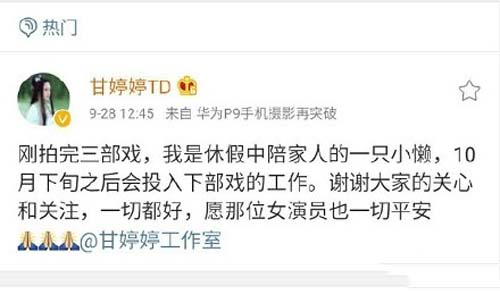 热门
甘婷婷TD
9-28 12:45 来自 华为P9手机摄影再突破
刚拍完三部戏，我是休假中陪家人的一只小懒，10
月下旬之后会投入下部戏的工作。谢谢大家的关心
和关注，一切都好，愿那位女演员也一切平安
🙏🙏🙏@甘婷婷工作室